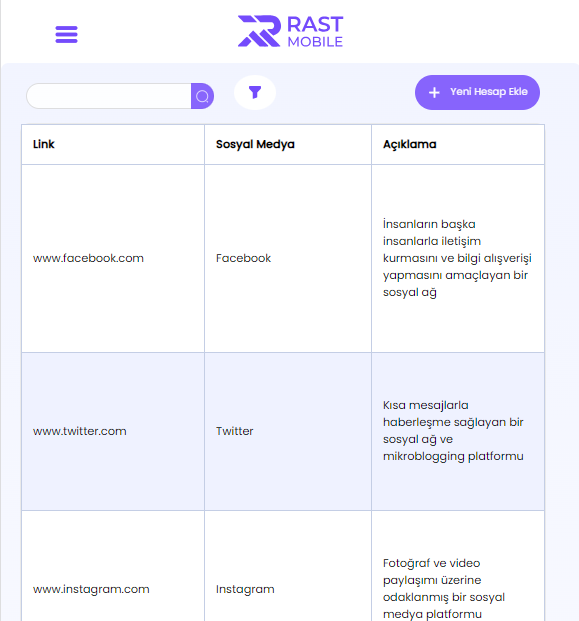 RAST
MOBILE
Yeni Hesap Ekle
Link
Sosyal Medya
Açıklama
www.facebook.com
Facebook
İnsanların başka
insanlarla iletişim
kurmasını ve bilgi alışverişi
yapmasını amaçlayan bir
sosyal ağ
www.twitter.com
Twitter
Kısa mesajlarla
haberleşme sağlayan bir
sosyal ağ ve
mikroblogging platformu
www.instagram.com
Instagram
Fotoğraf ve video
paylaşımı üzerine
odaklanmış bir sosyal
medya platformu